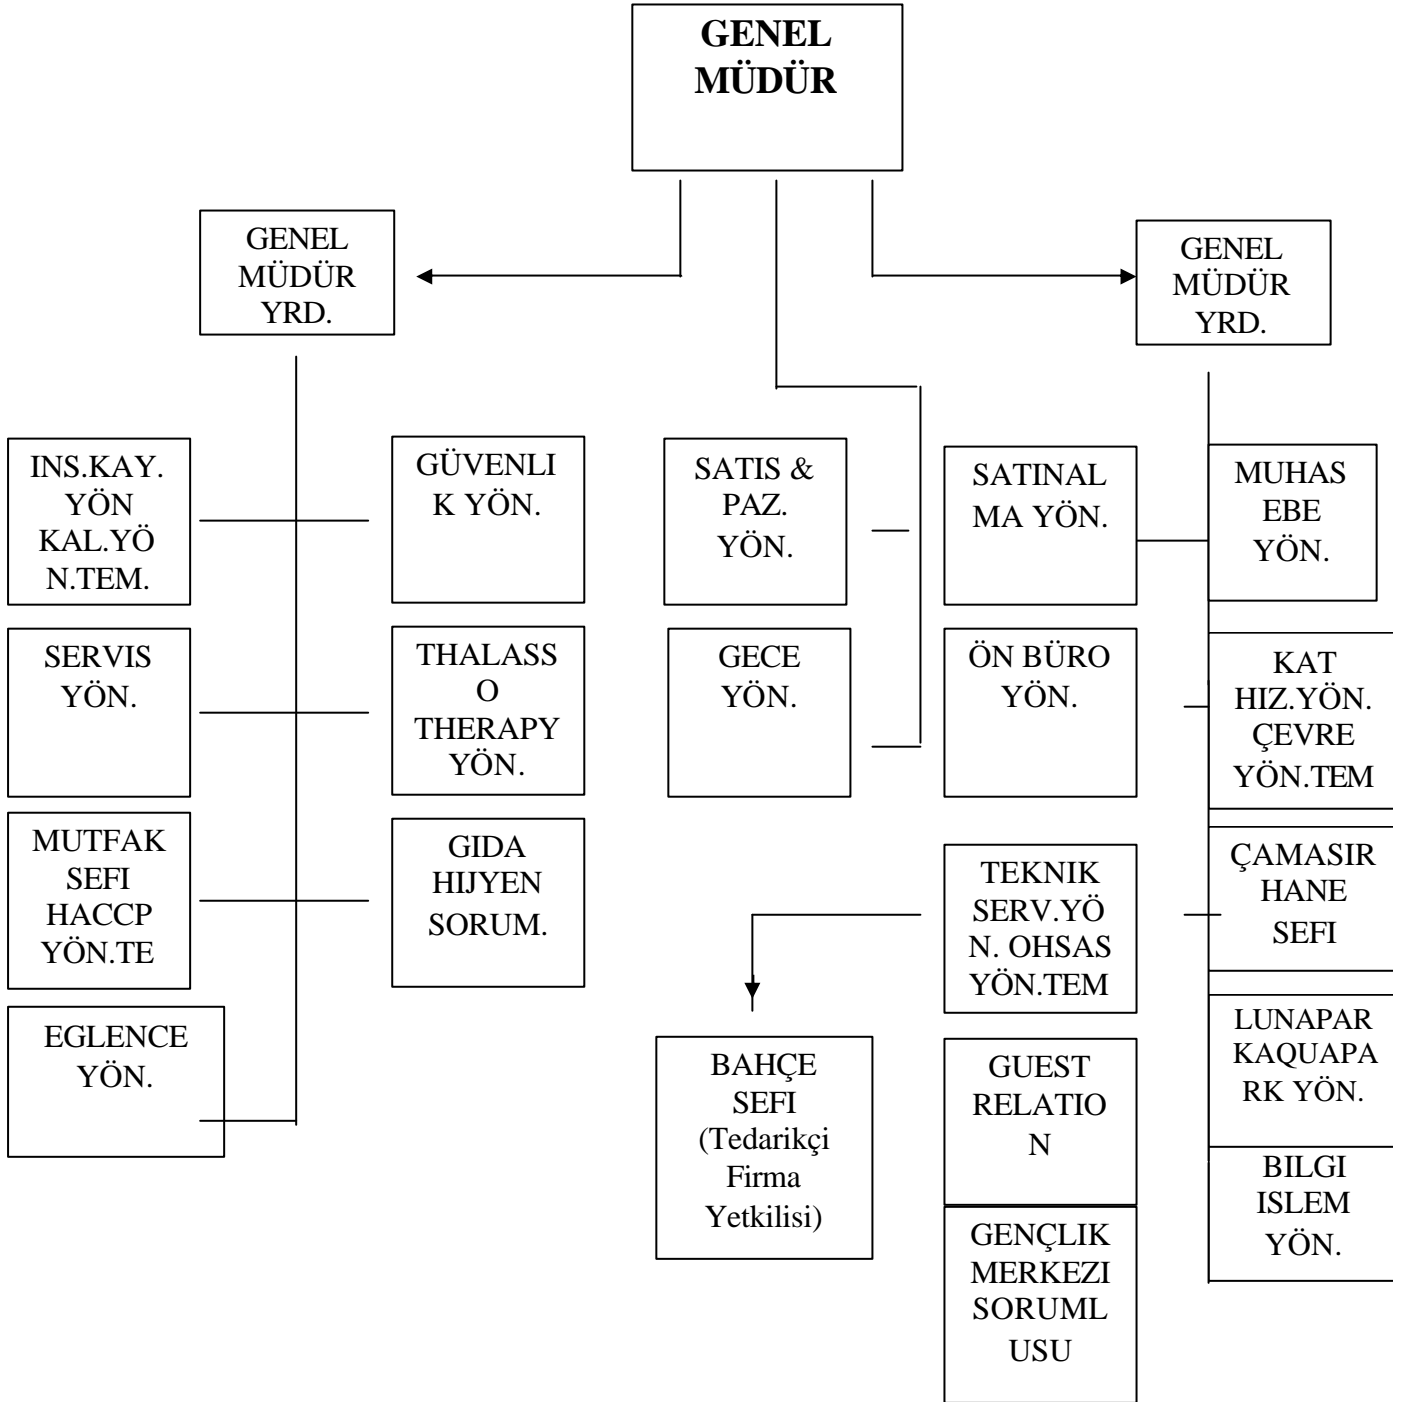 GENEL
MÜDÜR
GENEL
MÜDÜR
YRD.
GENEL
MÜDÜR
YRD.
INS.KAY.
YÖN
KAL.YÖ
N.TEM.
GÜVENLI
K YÖN.
SATIS &
PAZ.
YÖN.
SATINAL
MA YÖN.
MUHAS
EBE
YÖN.
SERVIS
YÖN.
THALASS
O
THERAPY
YÖN.
GECE
YÖN.
ÖN BÜRO
YÖN.
KAT
HIZ.YÖN.
ÇEVRE
YÖN.TEM
MUTFAK
SEFI
HACCP
YÖN.TE
GIDA
HIJYEN
SORUM.
TEKNIK
SERV.YÖ
N. OHSAS
YÖN.TEM
ÇAMASIR
HANE
SEFI
EGLENCE
YÖN.
BAHÇE
SEFI
(Tedarikçi
Firma
Yetkilisi)
GUEST
RELATIO
N
LUNAPAR
KAQUAPA
RK YÖN.
GENÇLIK
MERKEZI
SORUML
USU
BILGI
ISLEM
YÖN.